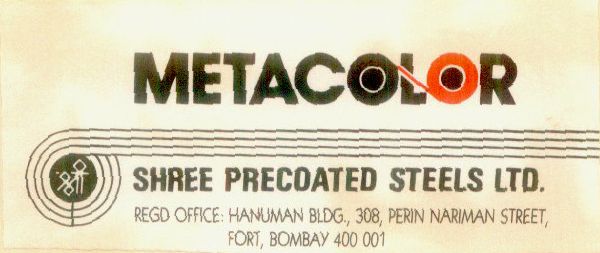 METACOLOR
SHREE PRECOATED STEELS LTD.
REGD OFFICE: HANUMAN BLDG., 308, PERIN NARIMAN STREET,
FORT, BOMBAY 400 001